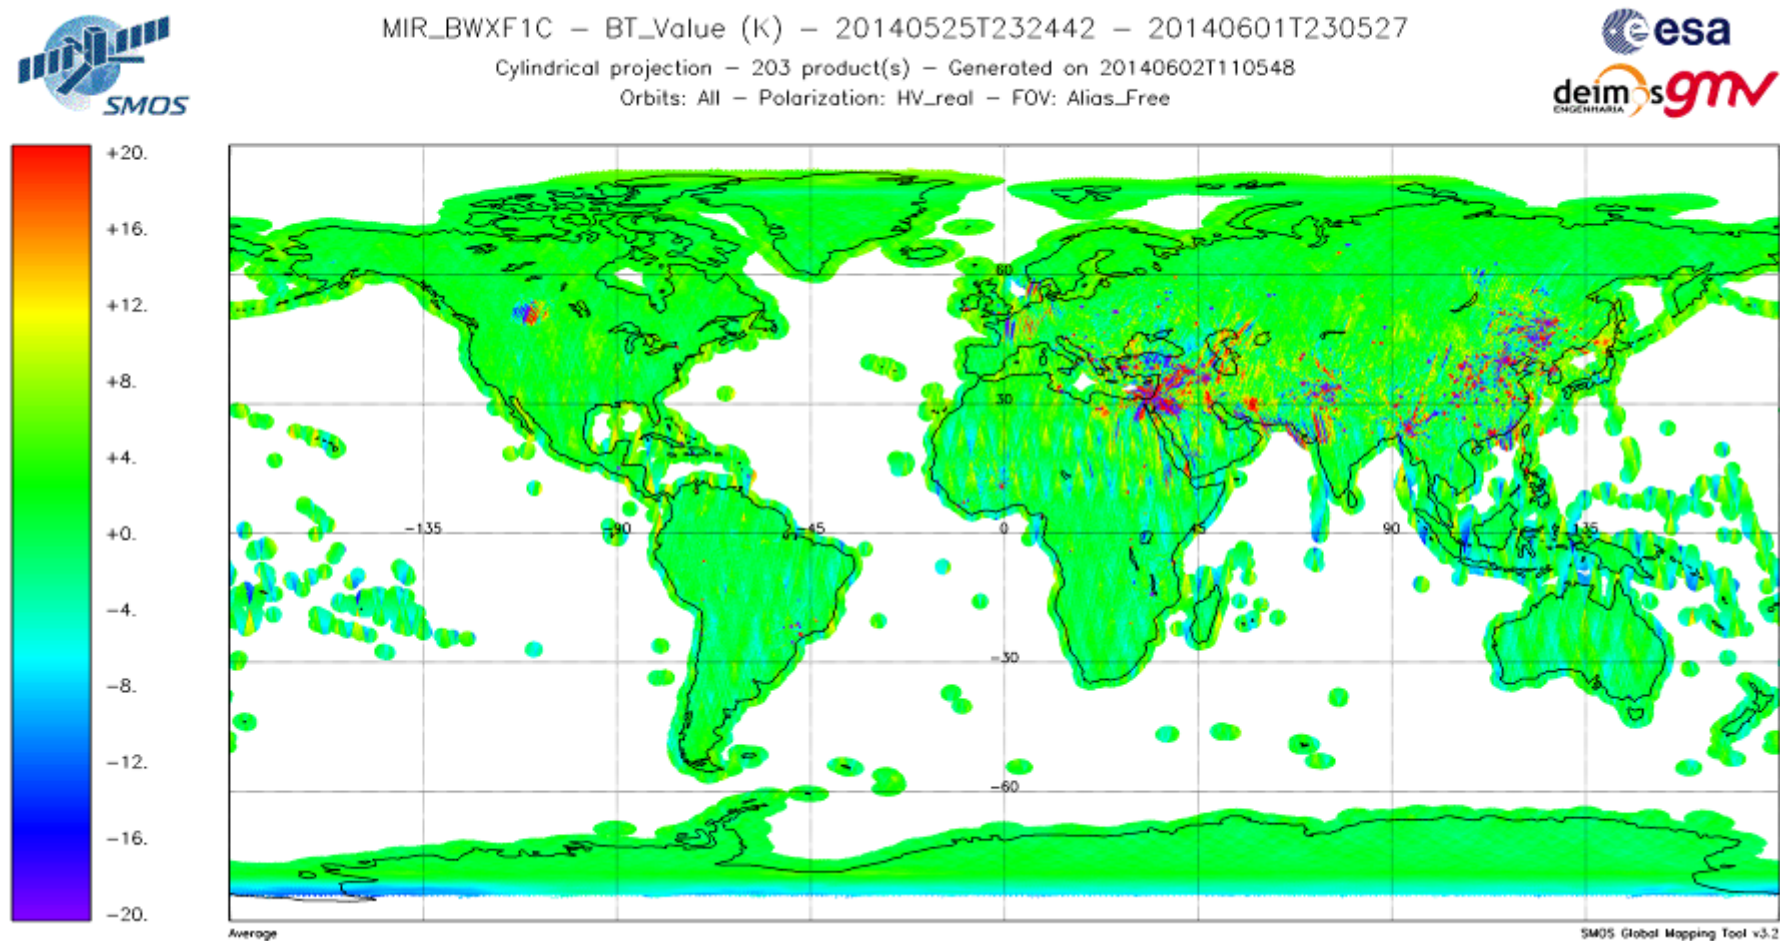 SMOS
MIR_BWXF1C – BT_Value (K) – 20140525T232442 – 20140601T230527
Cylindrical projection – 203 product(s) – Generated on 20140602T110548
Orbits: All – Polarization: HV_real – FOV: Alias_Free
esa
deimos
ENGENHARIA
gmv
+20.
+16.
+12.
+8.
+4.
+0.
−4.
−8.
−12.
−16.
−20.
60
30
−135
−90
−45
0
45
90
135
−30
−60
Average
SMOS Global Mapping Tool v3.2